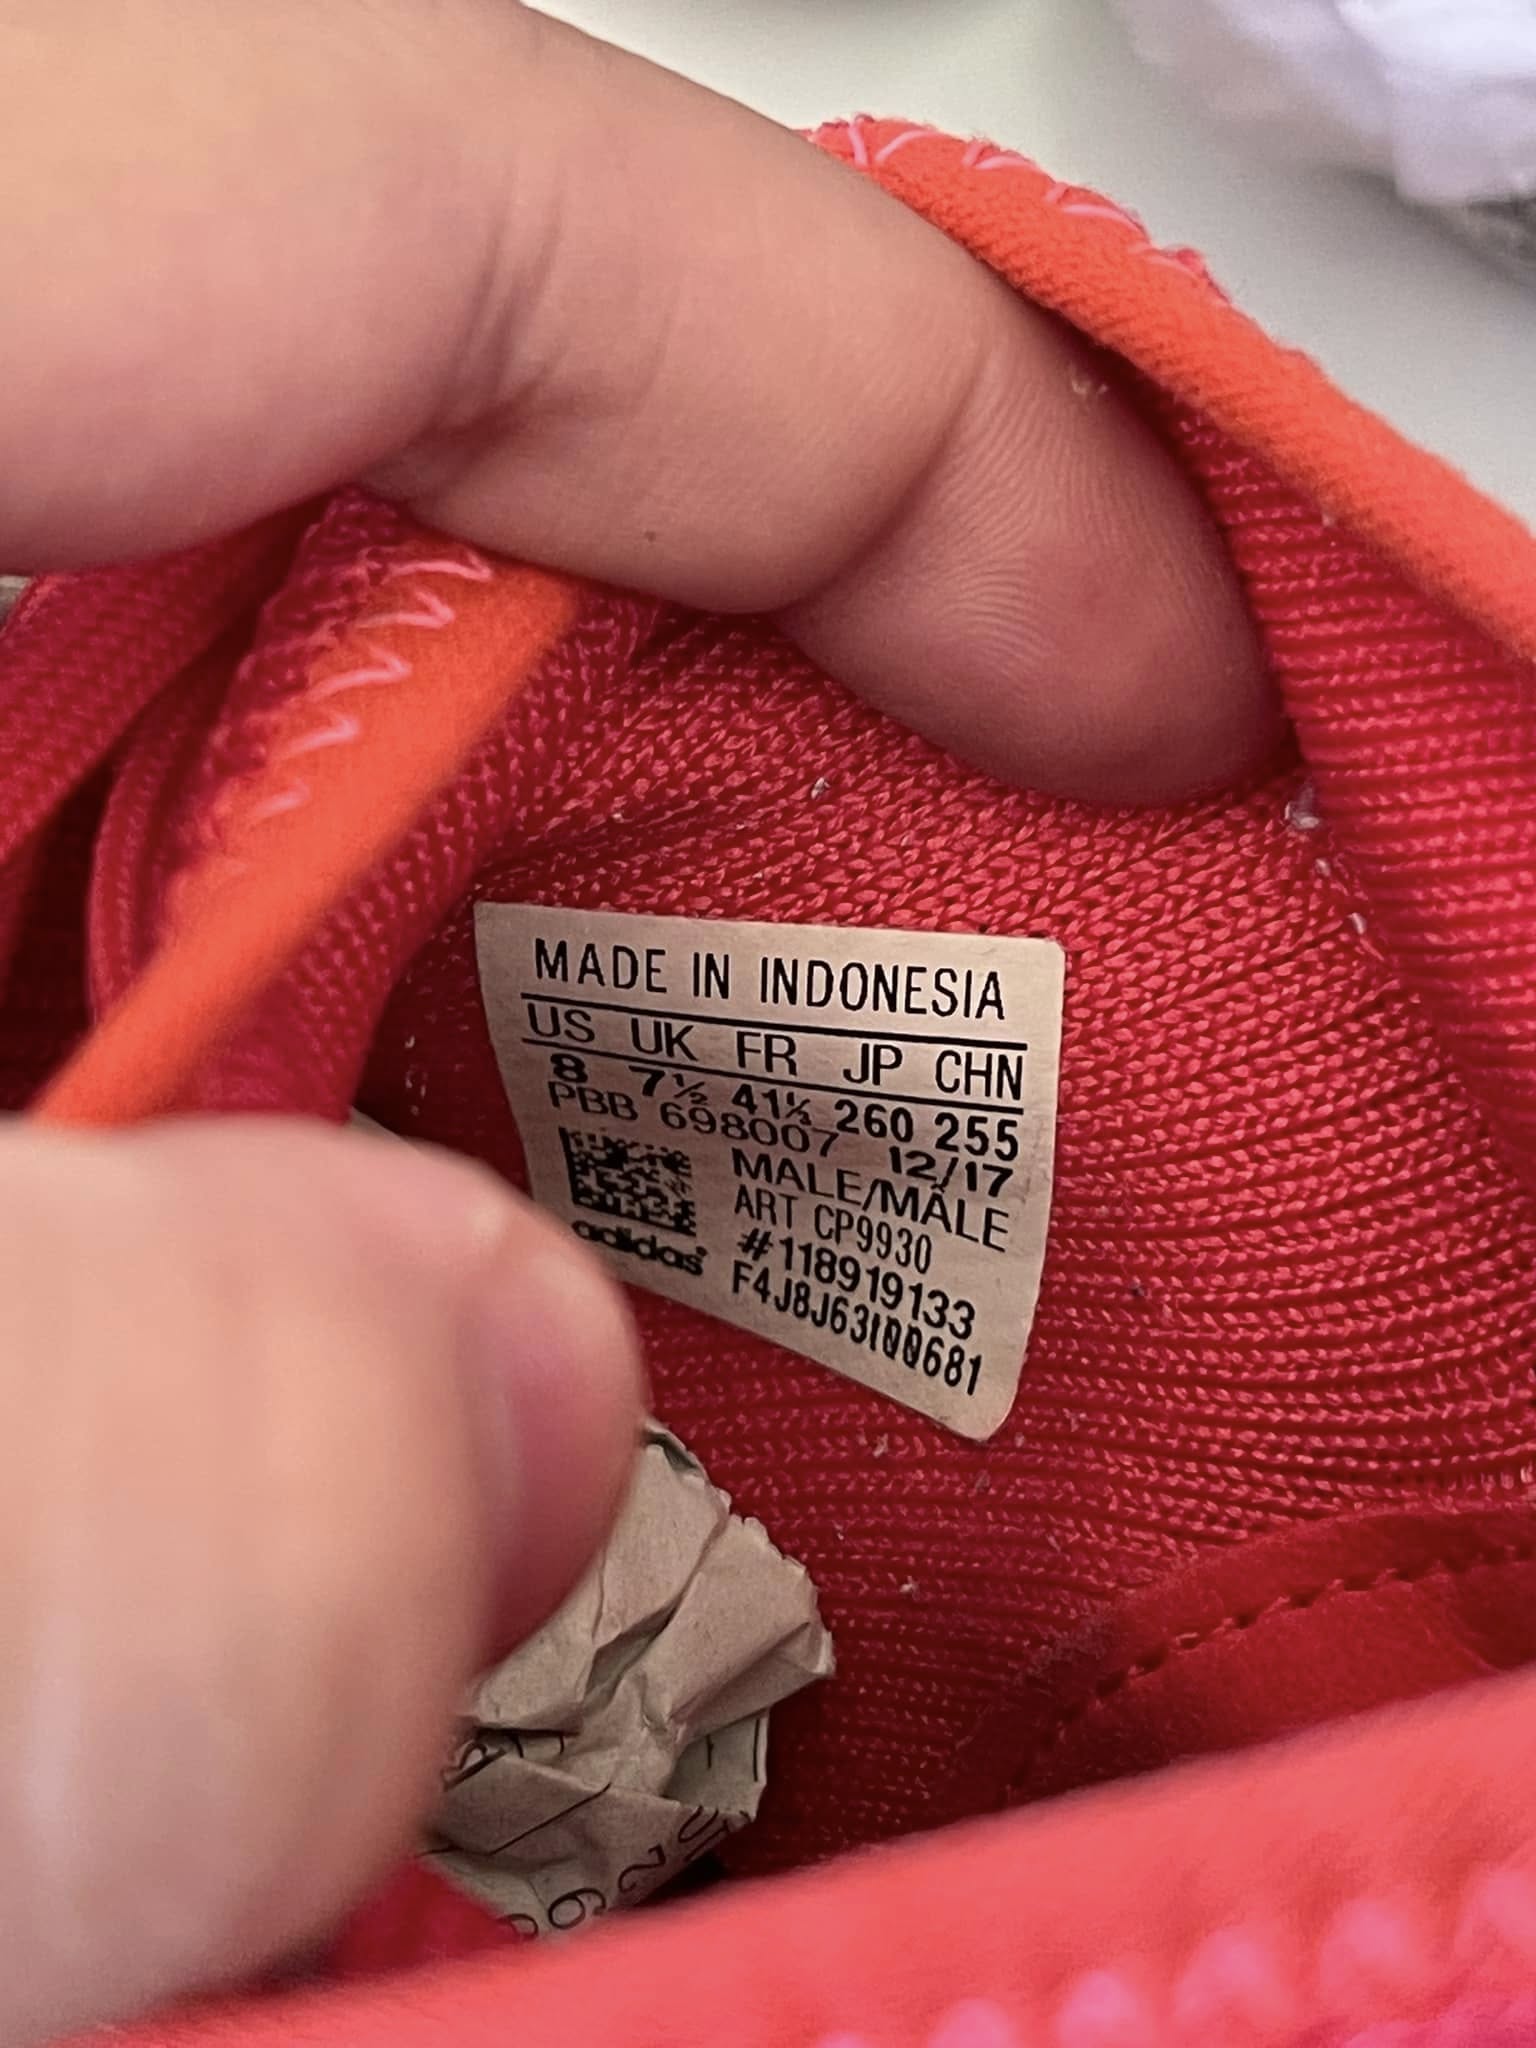 MADE IN INDONESIA
US UK FR JP CHN
8 7½ 41⅓ 260 255
PBB 698007 12/17
MALE/MÂLE
ART CP9930
#118919133
F4J8J63I00681
adidas